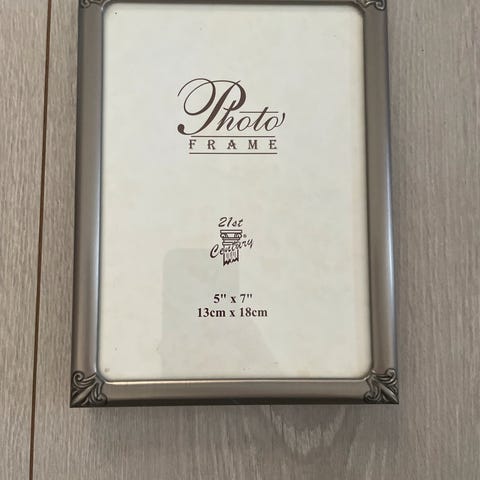 Photo
FRAME
21st
Century®
5" x 7"
13cm x 18cm